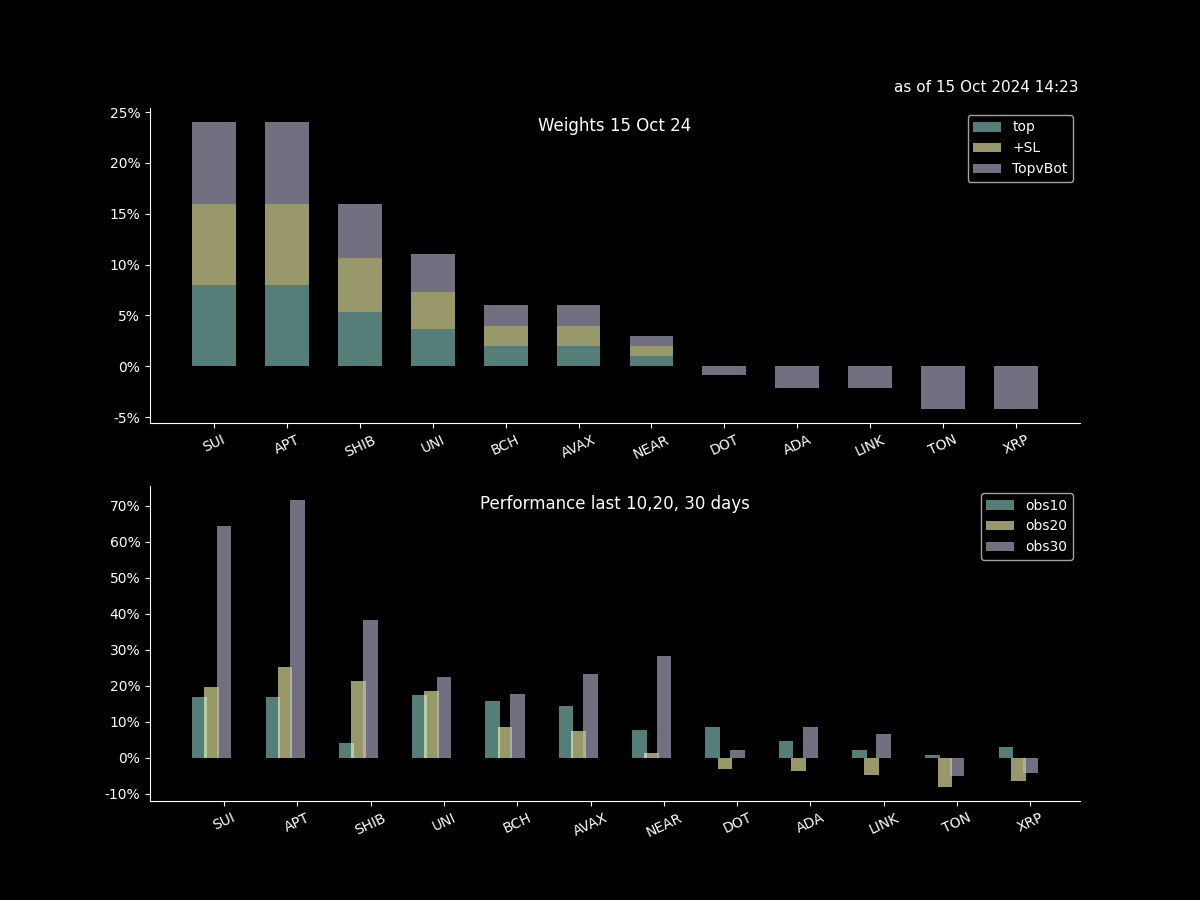 as of 15 Oct 2024 14:23
Weights 15 Oct 24
top
+SL
TopvBot
25%
20%
15%
10%
5%
0%
-5%
SUI APT SHIB UNI BCH AVAX NEAR DOT ADA LINK TON XRP
Performance last 10,20, 30 days
obs10
obs20
obs30
70%
60%
50%
40%
30%
20%
10%
0%
-10%
SUI APT SHIB UNI BCH AVAX NEAR DOT ADA LINK TON XRP